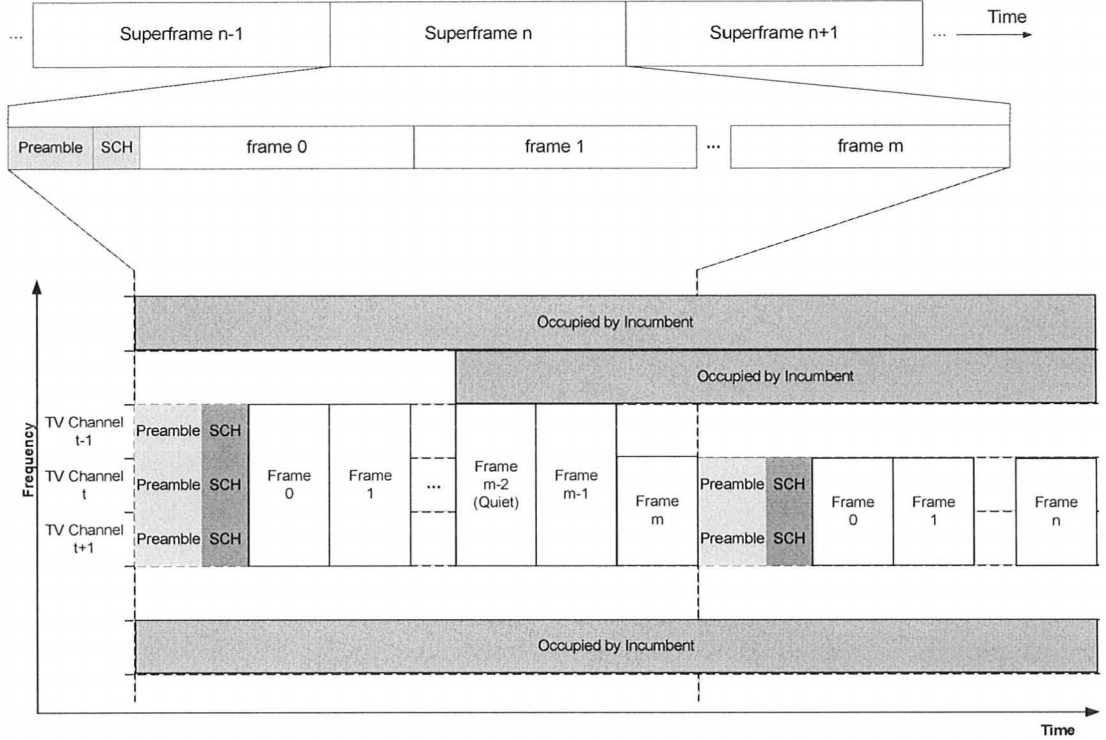 ... Superframe n-1 Superframe n Superframe n+1 ... Time
Preamble SCH frame 0 frame 1 ... frame m
Occupied by Incumbent
Occupied by Incumbent
Frequency
TV Channel
t-1
TV Channel
t
TV Channel
t+1
Preamble SCH
Preamble SCH
Preamble SCH
Frame
0
Frame
1
...
Frame
m-2
(Quiet)
Frame
m-1
Frame
m
Preamble SCH
Preamble SCH
Frame
0
Frame
1
Frame
n
Occupied by Incumbent
Time